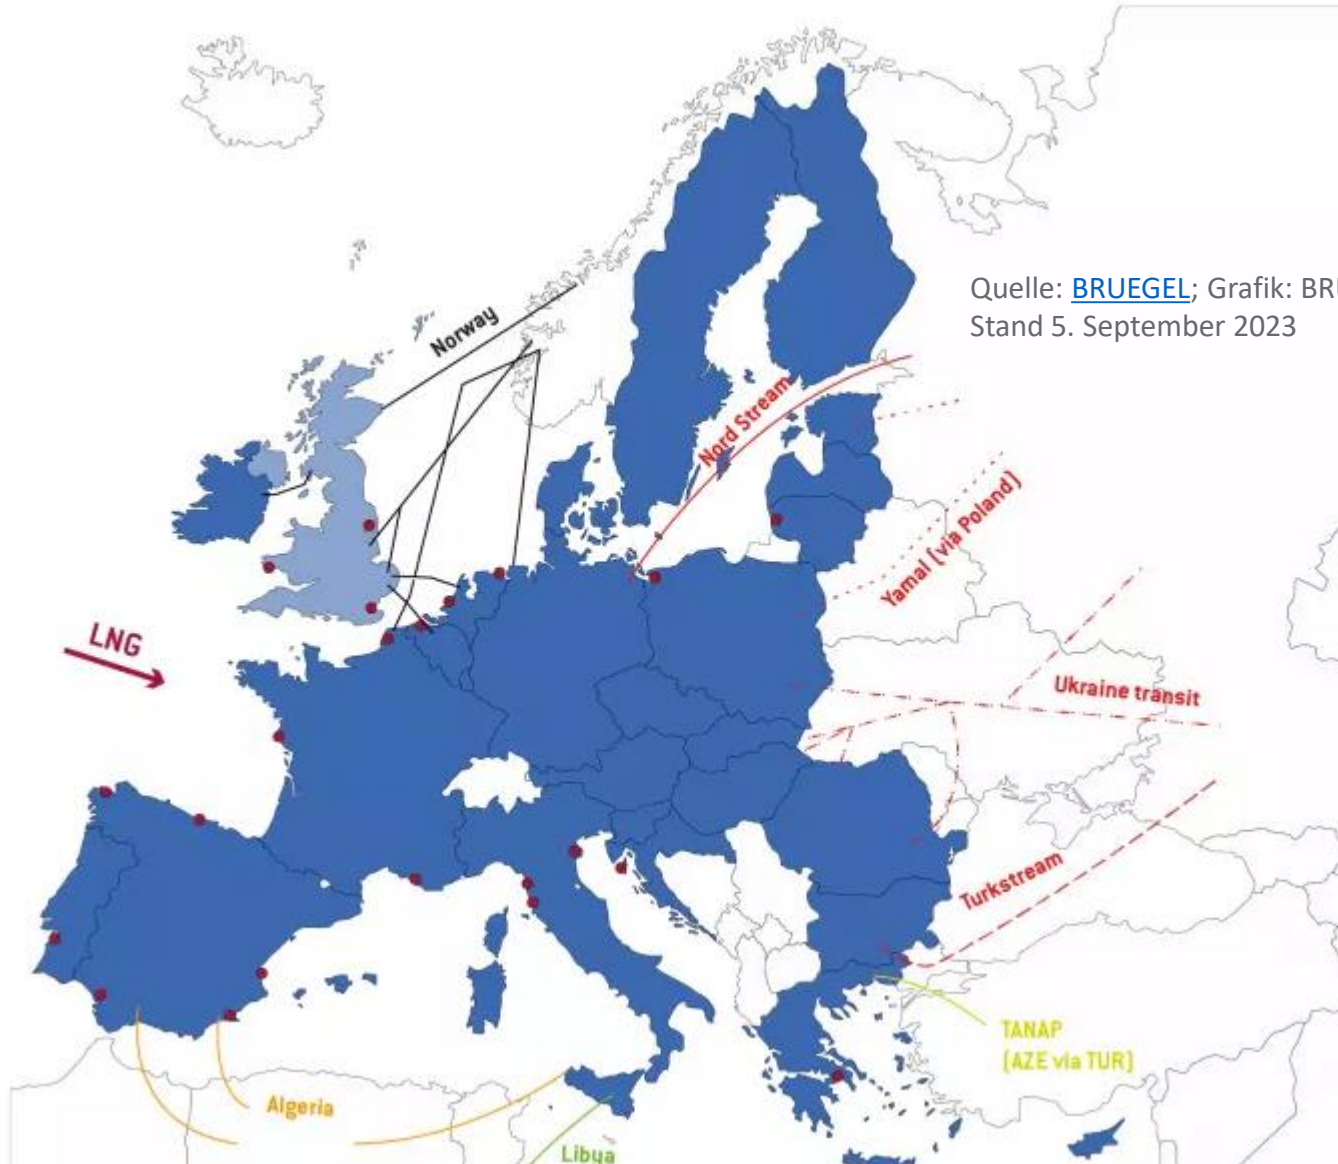 Quelle: BRUEGEL; Grafik: BRU
Stand 5. September 2023
Norway
Nord Stream
Yamal (via Poland)
LNG
Ukraine transit
Turkstream
TANAP
(AZE via TUR)
Algeria
Libya